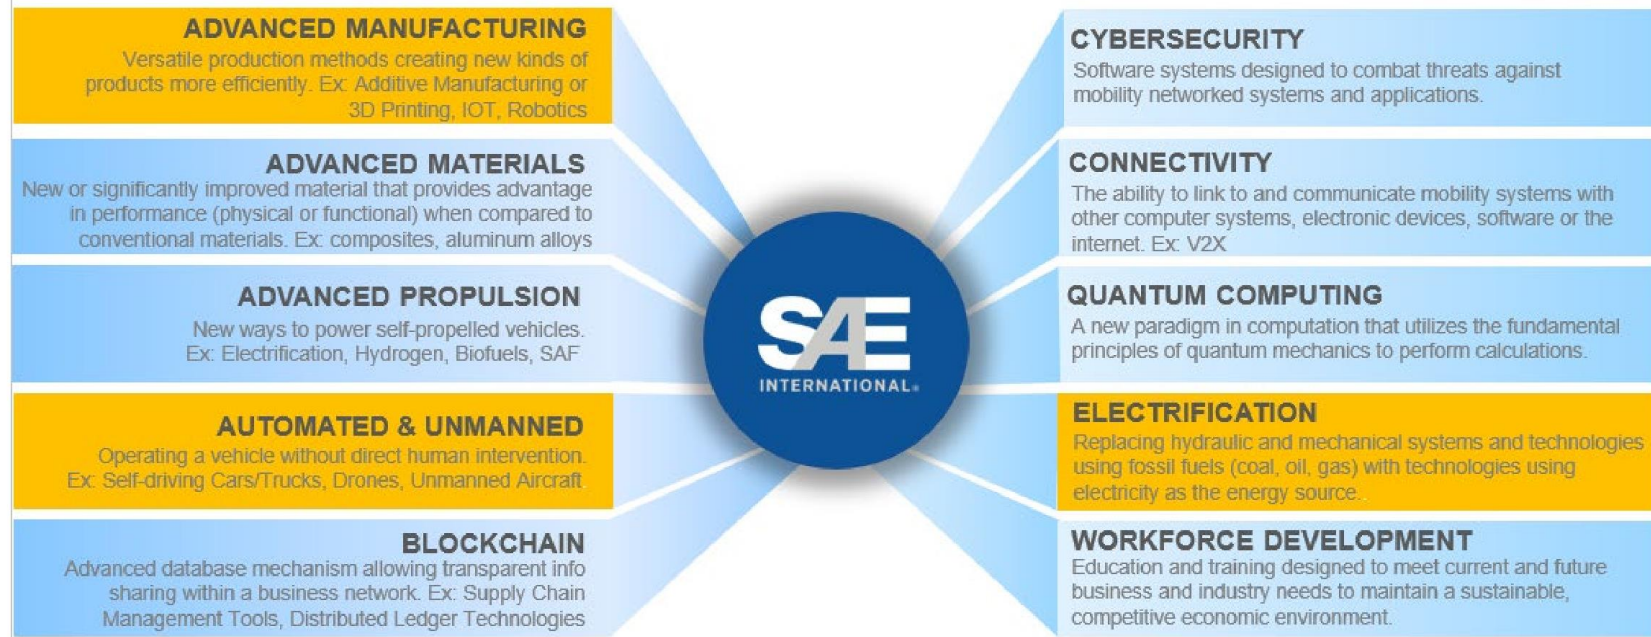 ADVANCED MANUFACTURING
Versatile production methods creating new kinds of
products more efficiently. Ex: Additive Manufacturing or
3D Printing, IOT, Robotics
ADVANCED MATERIALS
New or significantly improved material that provides advantage
in performance (physical or functional) when compared to
conventional materials. Ex: composites, aluminum alloys
ADVANCED PROPULSION
New ways to power self-propelled vehicles.
Ex: Electrification, Hydrogen, Biofuels, SAF
AUTOMATED & UNMANNED
Operating a vehicle without direct human intervention.
Ex: Self-driving Cars/Trucks, Drones, Unmanned Aircraft
BLOCKCHAIN
Advanced database mechanism allowing transparent info
sharing within a business network. Ex: Supply Chain
Management Tools, Distributed Ledger Technologies
SAE
INTERNATIONAL®
CYBERSECURITY
Software systems designed to combat threats against
mobility networked systems and applications.
CONNECTIVITY
The ability to link to and communicate mobility systems with
other computer systems, electronic devices, software or the
internet. Ex: V2X
QUANTUM COMPUTING
A new paradigm in computation that utilizes the fundamental
principles of quantum mechanics to perform calculations.
ELECTRIFICATION
Replacing hydraulic and mechanical systems and technologies
using fossil fuels (coal, oil, gas) with technologies using
electricity as the energy source..
WORKFORCE DEVELOPMENT
Education and training designed to meet current and future
business and industry needs to maintain a sustainable,
competitive economic environment.